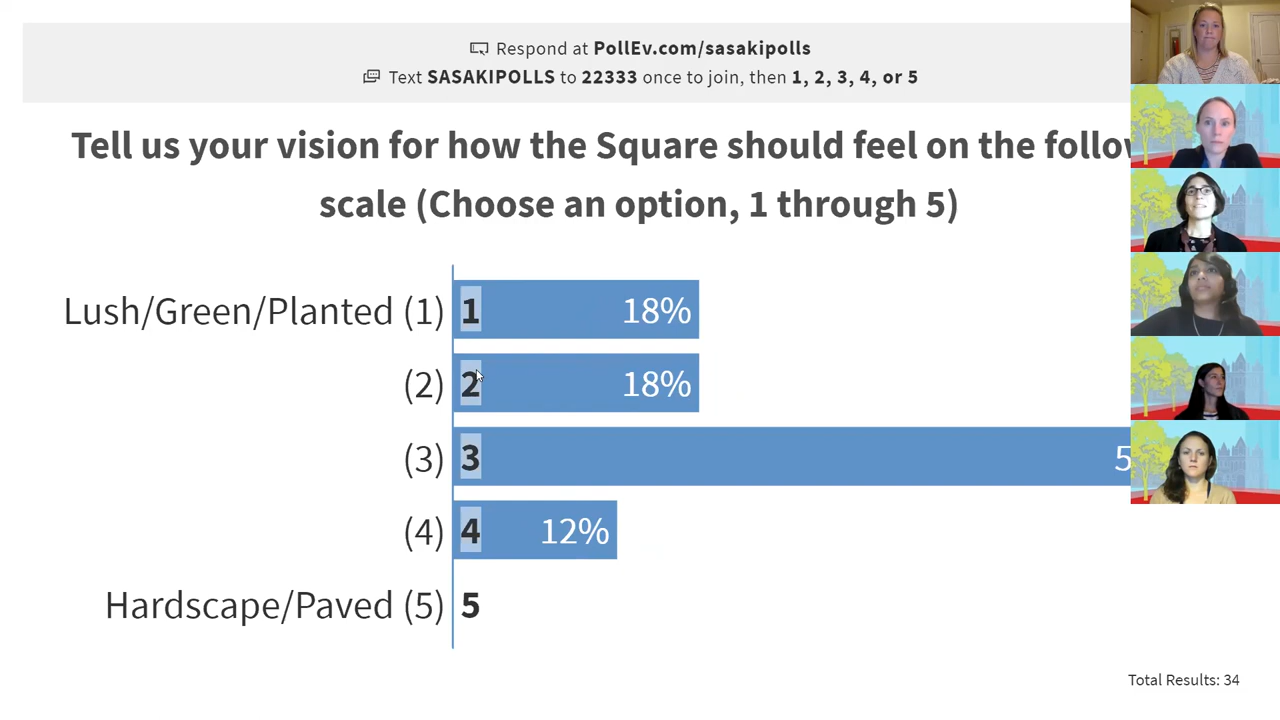 Respond at PollEv.com/sasakipolls
Text SASAKIPOLLS to 22333 once to join, then 1, 2, 3, 4, or 5
Tell us your vision for how the Square should feel on the
scale (Choose an option, 1 through 5)
Lush/Green/Planted (1) 1 18%
(2) 2 18%
(3) 3
(4) 4 12%
Hardscape/Paved (5) 5
Total Results: 34